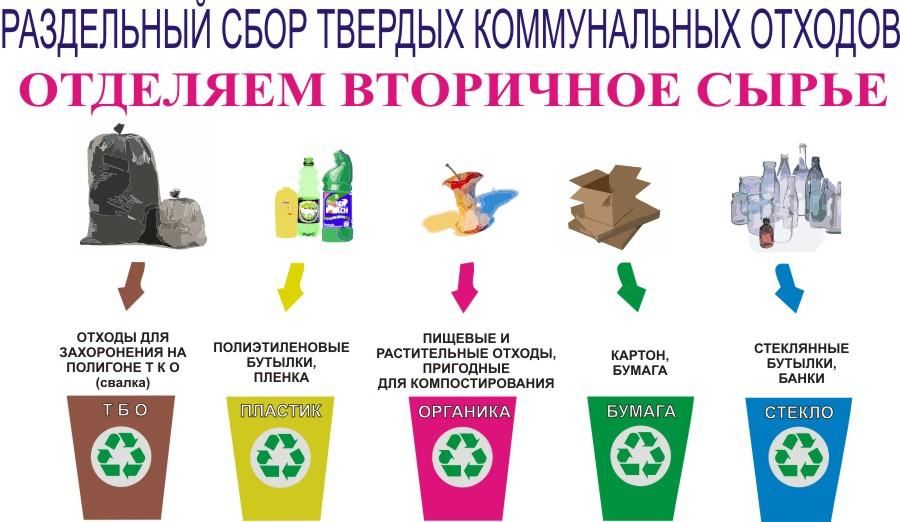 РАЗДЕЛЬНЫЙ СБОР ТВЕРДЫХ КОММУНАЛЬНЫХ ОТХОДОВ
ОТДЕЛЯЕМ ВТОРИЧНОЕ СЫРЬЕ
ОТХОДЫ ДЛЯ
ЗАХОРОНЕНИЯ НА
ПОЛИГОНЕ Т К О
(свалка)
ПОЛИЭТИЛЕНОВЫЕ
БУТЫЛКИ,
ПЛЕНКА
ПИЩЕВЫЕ И
РАСТИТЕЛЬНЫЕ ОТХОДЫ,
ПРИГОДНЫЕ
ДЛЯ КОМПОСТИРОВАНИЯ
КАРТОН,
БУМАГА
СТЕКЛЯННЫЕ
БУТЫЛКИ,
БАНКИ
Т Б О
ПЛАСТИК
ОРГАНИКА
БУМАГА
СТЕКЛО